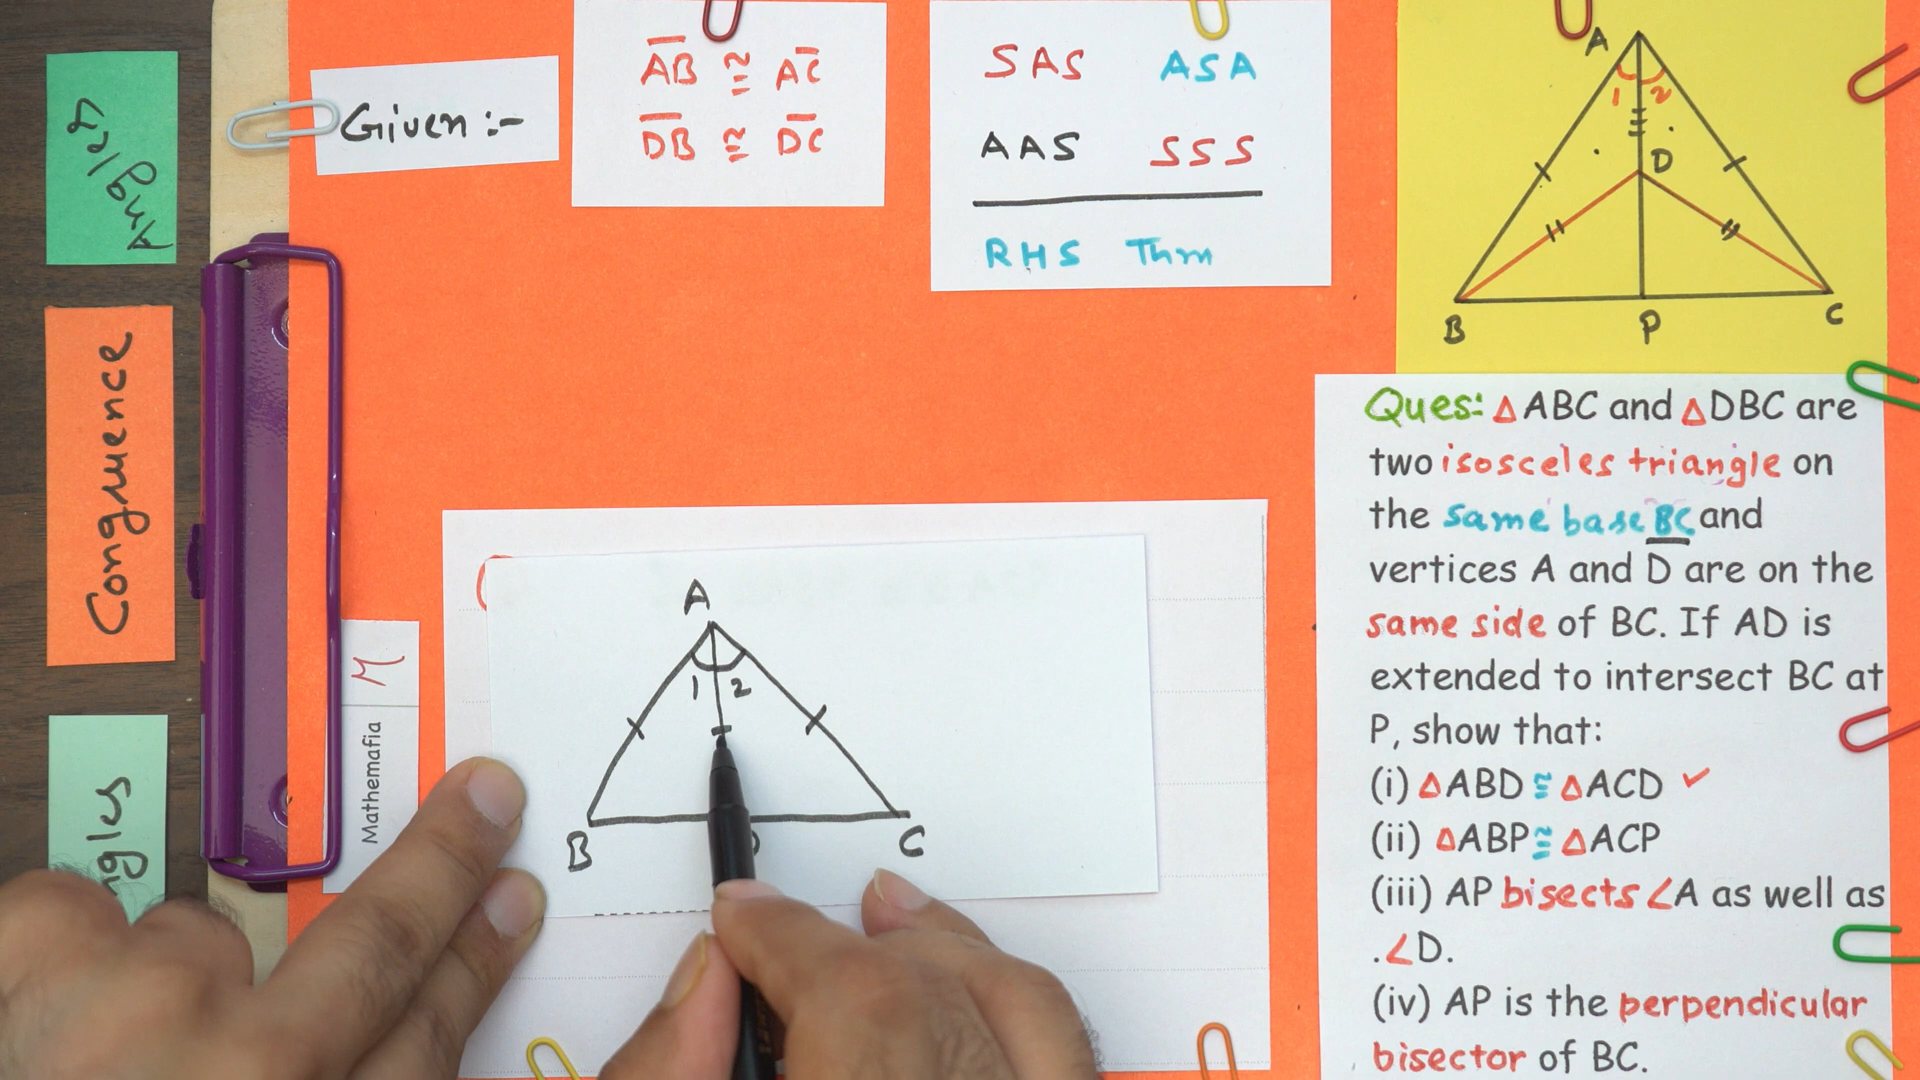 Angles
Congruence
ngles
Given :-
AB ≅ AC
DB ≅ DC
SAS ASA
AAS SSS
RHS Thm
A
1 2
D
B P C
Ques: △ABC and △DBC are
two isosceles triangle on
the same base BC and
vertices A and D are on the
same side of BC. If AD is
extended to intersect BC at
P, show that:
(i) △ABD ≅ △ACD ✓
(ii) △ABP ≅ △ACP
(iii) AP bisects ∠A as well as
.∠D.
(iv) AP is the perpendicular
bisector of BC.
M
Mathemafia
A
1 2
B C